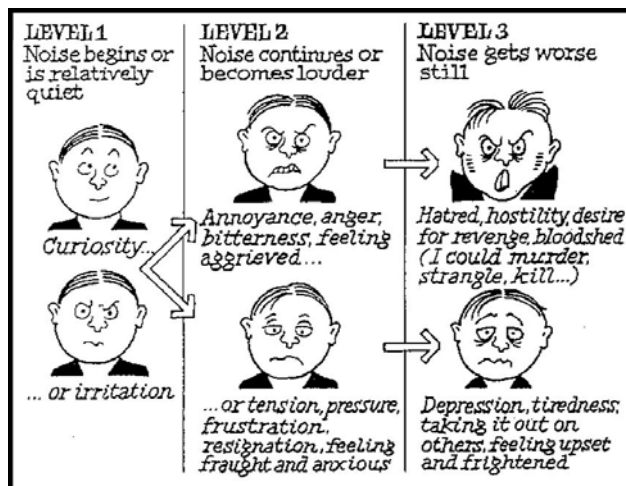 LEVEL 1
Noise begins or
is relatively
quiet
Curiosity...
...or irritation
LEVEL 2
Noise continues or
becomes louder
Annoyance, anger,
bitterness, feeling
aggrieved...
...or tension, pressure,
frustration,
resignation, feeling
fraught and anxious
LEVEL 3
Noise gets worse
still
Hatred, hostility, desire
for revenge, bloodshed
(I could murder,
strangle, kill...)
Depression, tiredness,
taking it out on
others, feeling upset
and frightened